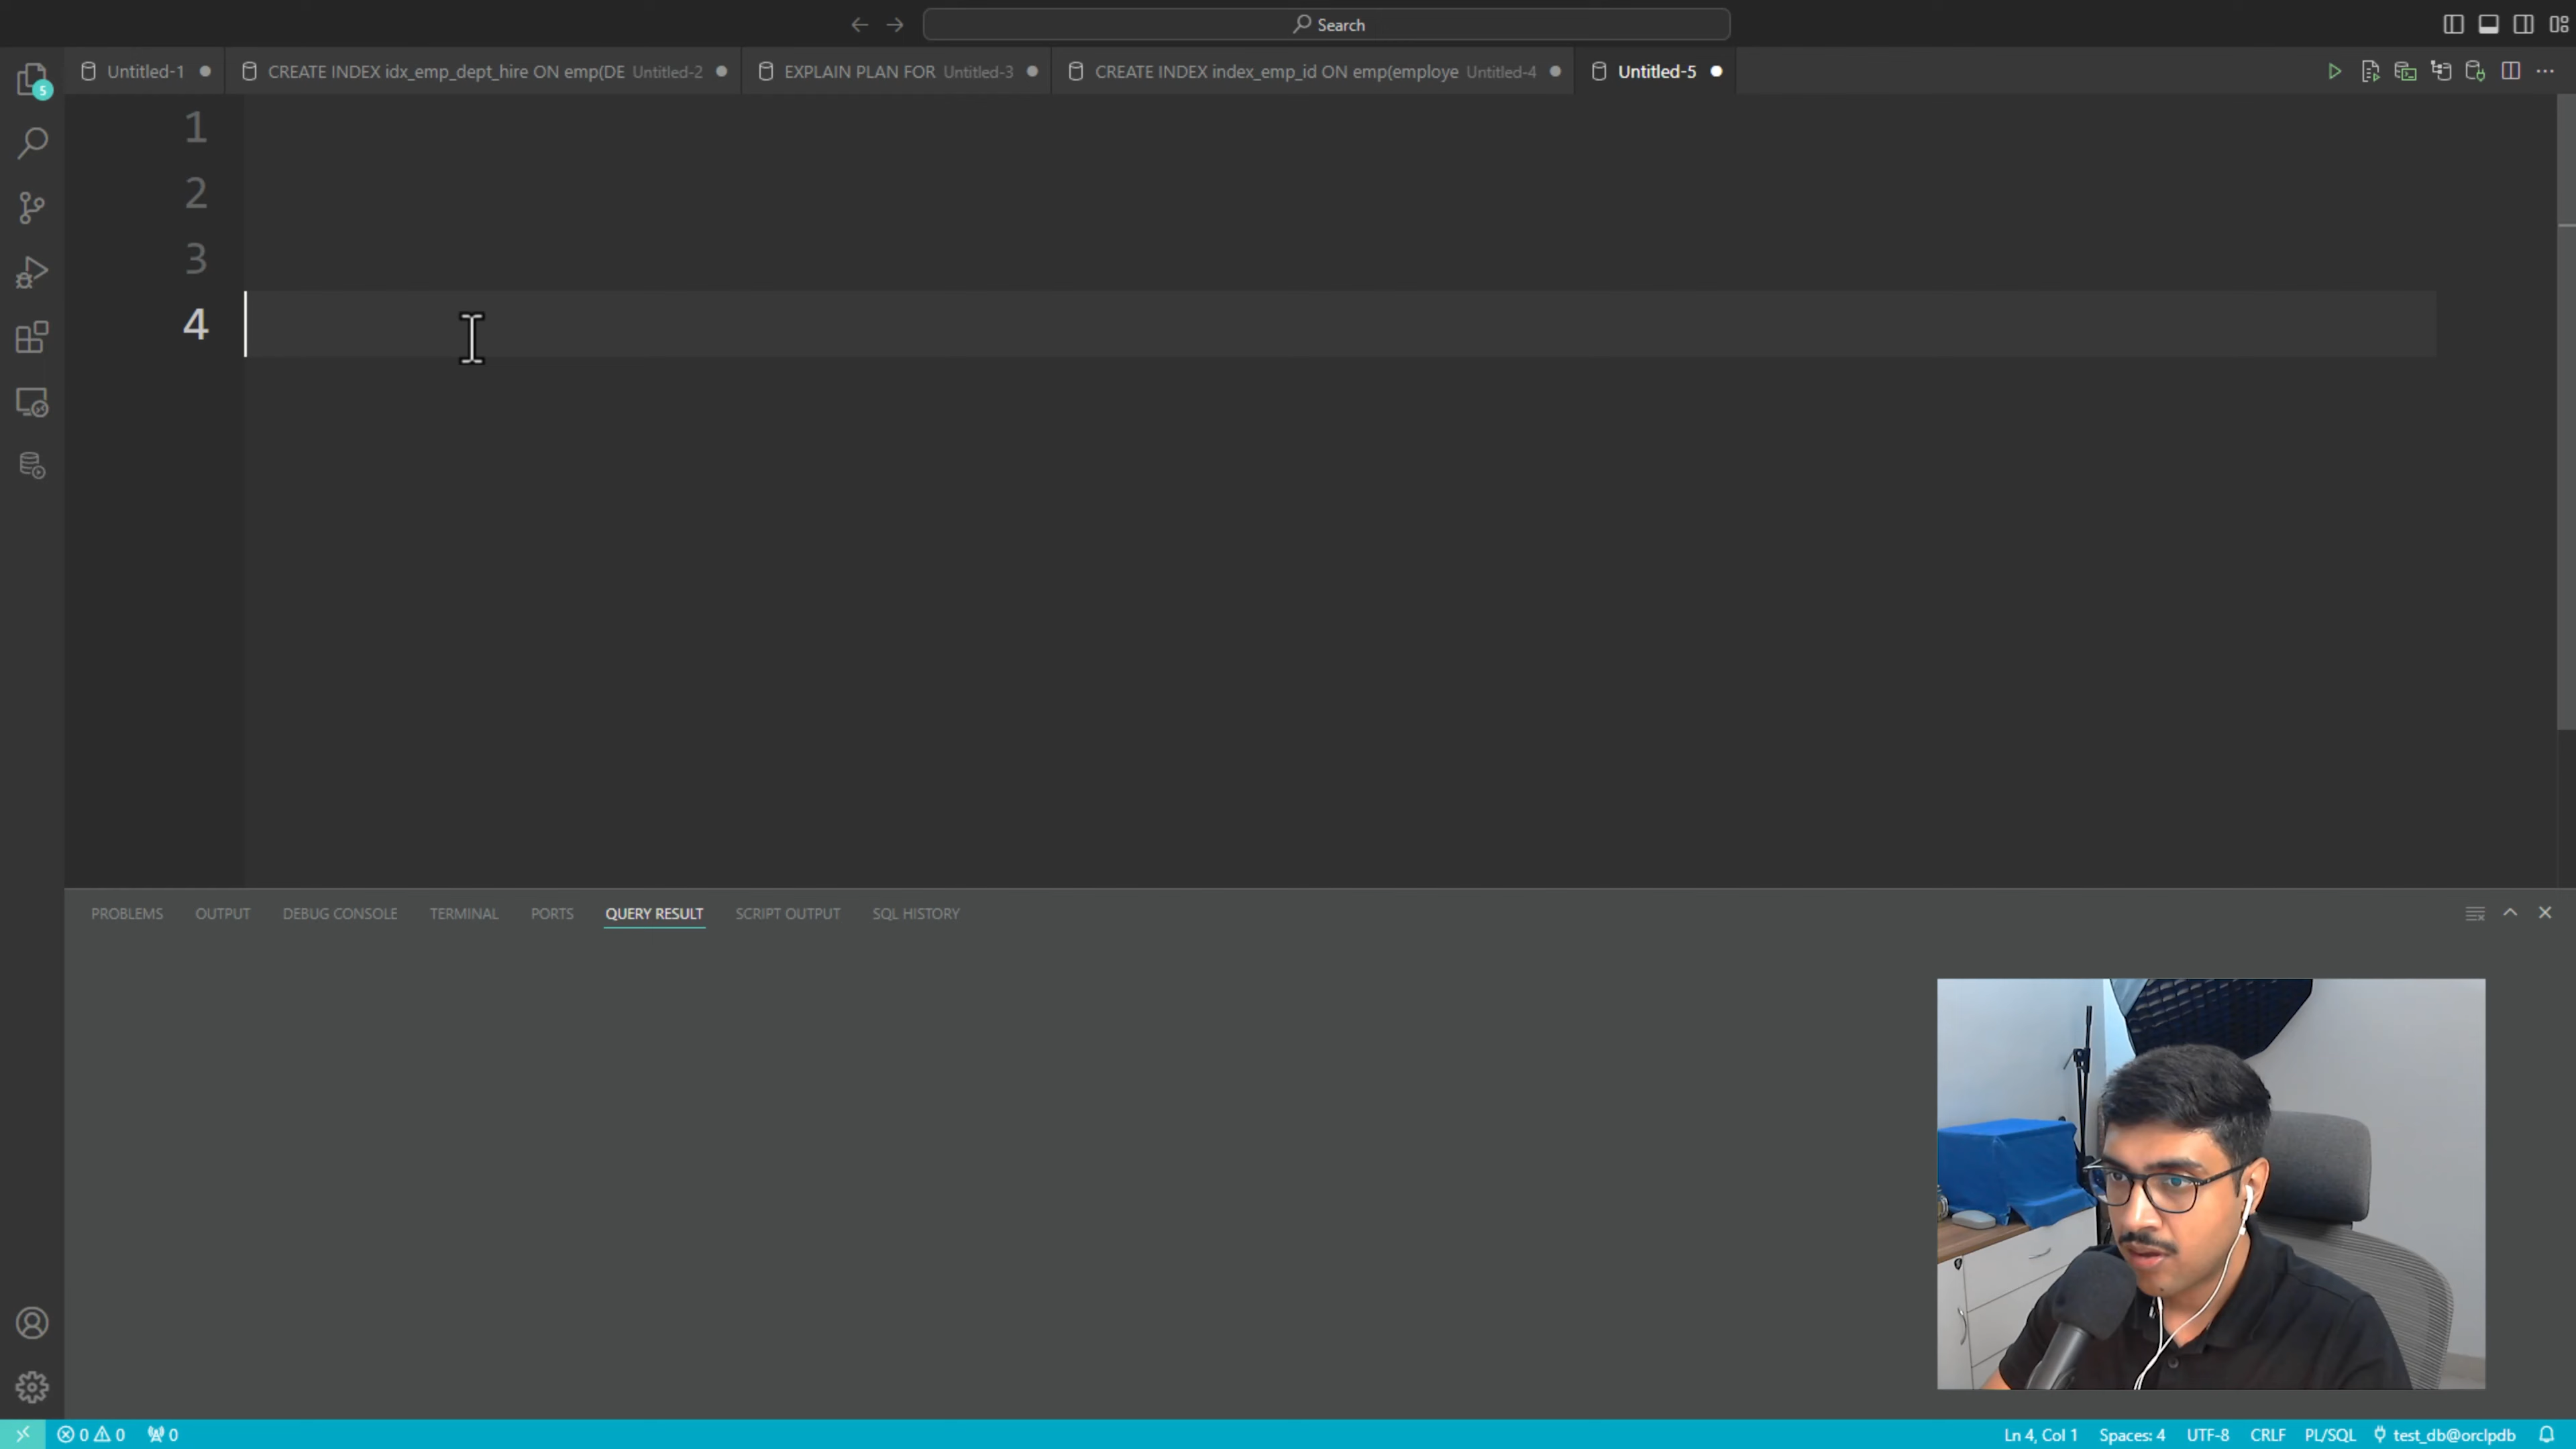 Search
Untitled-1
CREATE INDEX idx_emp_dept_hire ON emp(DE Untitled-2
EXPLAIN PLAN FOR Untitled-3
CREATE INDEX index_emp_id ON emp(employe Untitled-4
Untitled-5
5
1
2
3
4
PROBLEMS OUTPUT DEBUG CONSOLE TERMINAL PORTS QUERY RESULT SCRIPT OUTPUT SQL HISTORY
0 0 0
Ln 4, Col 1 Spaces: 4 UTF-8 CRLF PL/SQL test_db@orclpdb